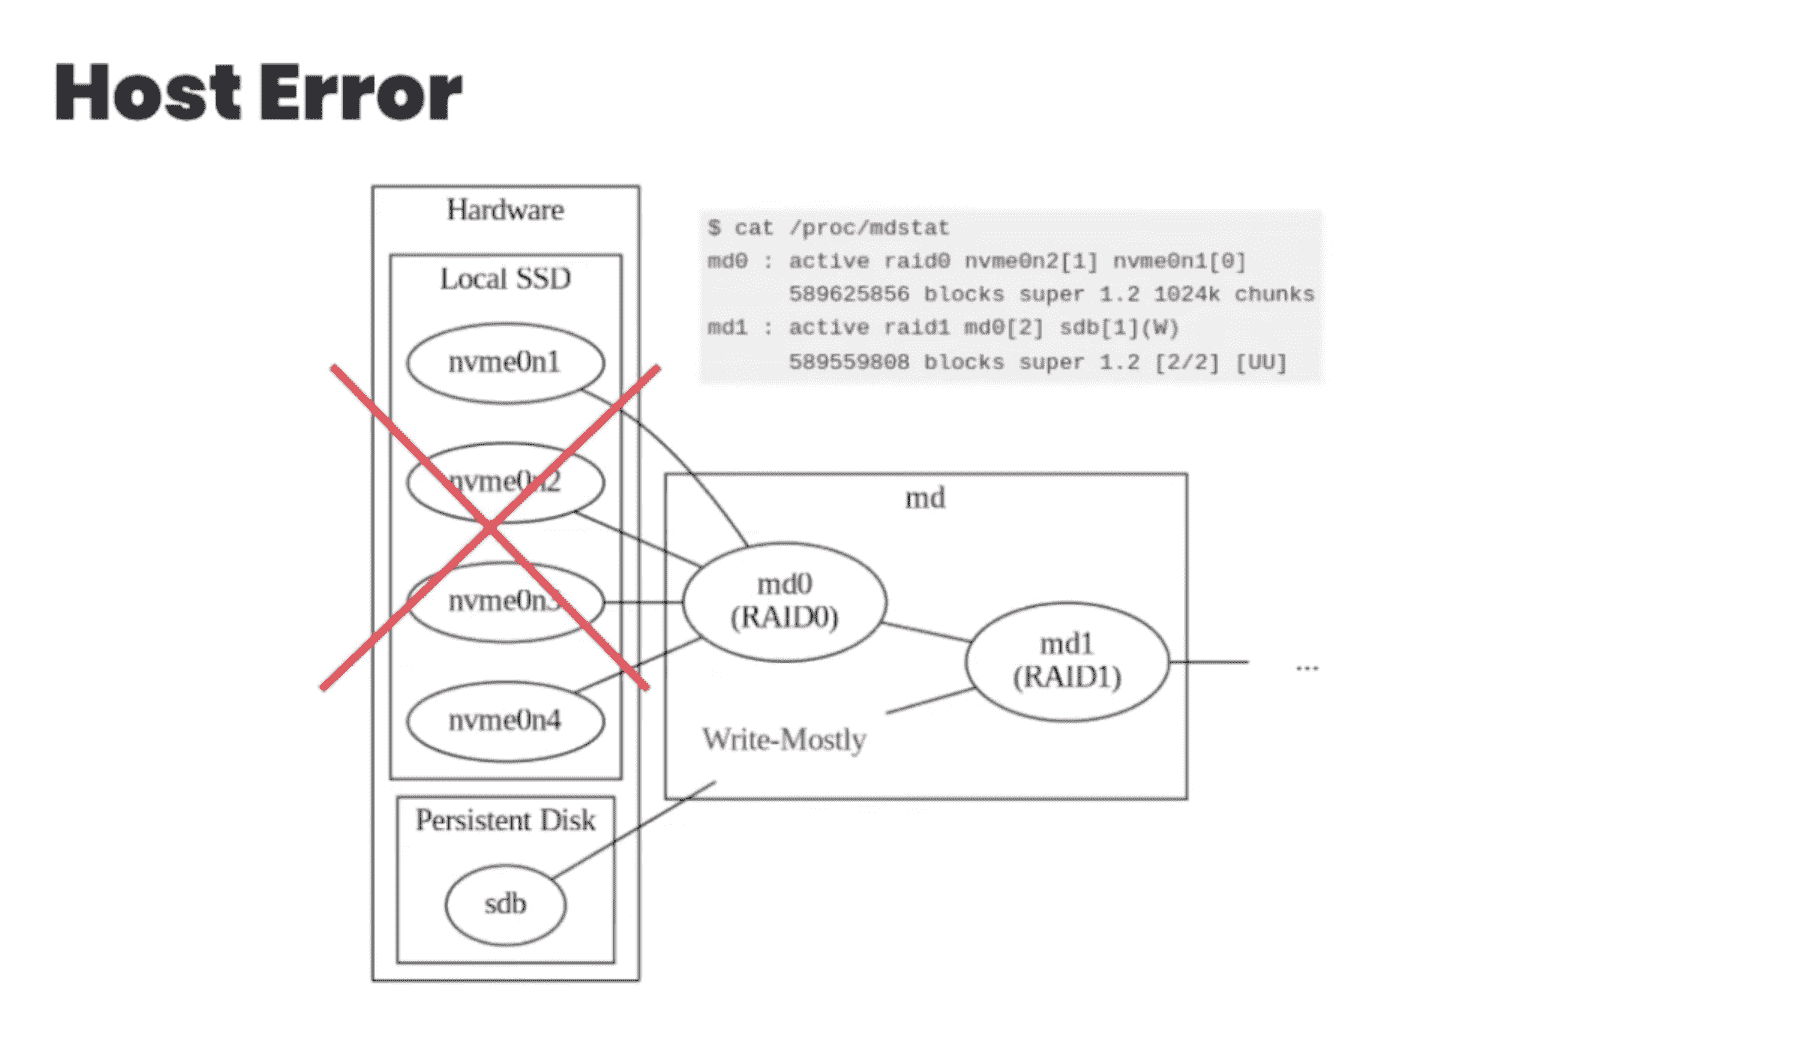 Host Error
Hardware
Local SSD
nvme0n1
nvme0n2
nvme0n3
nvme0n4
Persistent Disk
sdb
$ cat /proc/mdstat
md0 : active raid0 nvme0n2[1] nvme0n1[0]
589625856 blocks super 1.2 1024k chunks
md1 : active raid1 md0[2] sdb[1](W)
589559808 blocks super 1.2 [2/2] [UU]
md
md0
(RAID0)
md1
(RAID1)
Write-Mostly
...